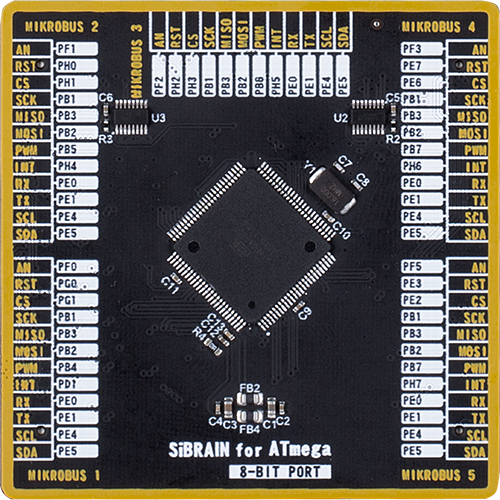 MIKROBUS 2
AN PF1
RST PH0
CS PH1
SCK PB1
MISO PB3
MOSI PB2
PWM PB5
INT PH4
RX PE0
TX PE1
SCL PE4
SDA PE5
MIKROBUS 3
AN PF2
RST PH2
CS PH3
SCK PB1
MISO PB3
MOSI PB2
PWM PB6
INT PH5
RX PE0
TX PE1
SCL PE4
SDA PE5
MIKROBUS 4
PF3 AN
PE7 RST
PE6 CS
PB1 SCK
PB3 MISO
PB2 MOSI
PB7 PWM
PH6 INT
PE0 RX
PE1 TX
PE4 SCL
PE5 SDA
C6
U3
R3
U2
C5
R2
Y1
C7
C8
C10
C11
C9
C13
C12
R4
AN PF0
RST PG0
CS PG1
SCK PB1
MISO PB3
MOSI PB2
PWM PB4
INT PD1
RX PE0
TX PE1
SCL PE4
SDA PE5
MIKROBUS 1
PF5 AN
PE3 RST
PE2 CS
PB1 SCK
PB3 MISO
PB2 MOSI
PB4 PWM
PH7 INT
PE0 RX
PE1 TX
PE4 SCL
PE5 SDA
MIKROBUS 5
FB2
C4 C3 FB4 C1 C2
SiBRAIN for ATmega
8-BIT PORT